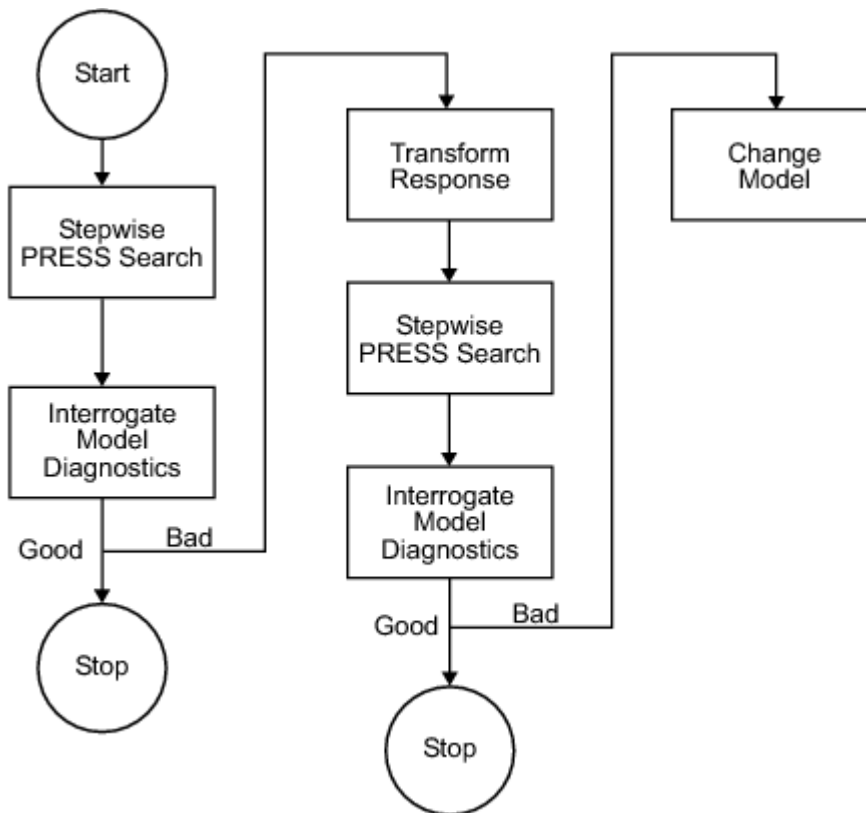 Start
Stepwise
PRESS Search
Interrogate
Model
Diagnostics
Good
Bad
Stop
Transform
Response
Stepwise
PRESS Search
Interrogate
Model
Diagnostics
Good
Bad
Stop
Change
Model